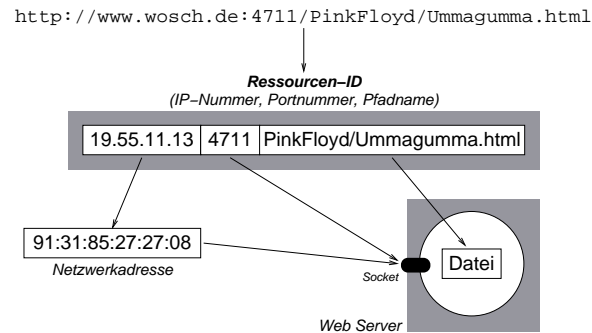 http://www.wosch.de:4711/PinkFloyd/Ummagumma.html
Ressourcen−ID
(IP−Nummer, Portnummer, Pfadname)
19.55.11.13 4711 PinkFloyd/Ummagumma.html
91:31:85:27:27:08
Netzwerkadresse
Datei
Socket
Web Server